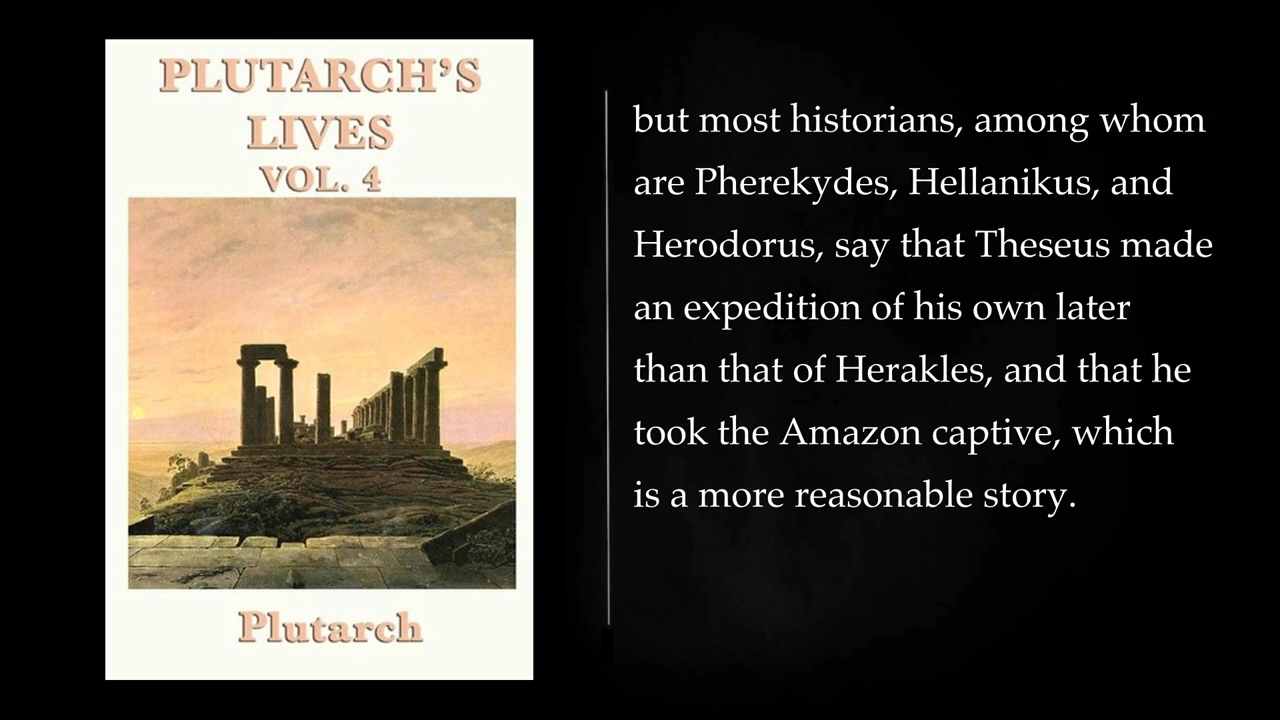 PLUTARCH'S
LIVES
VOL. 4
Plutarch
but most historians, among whom
are Pherekydes, Hellanikus, and
Herodorus, say that Theseus made
an expedition of his own later
than that of Herakles, and that he
took the Amazon captive, which
is a more reasonable story.